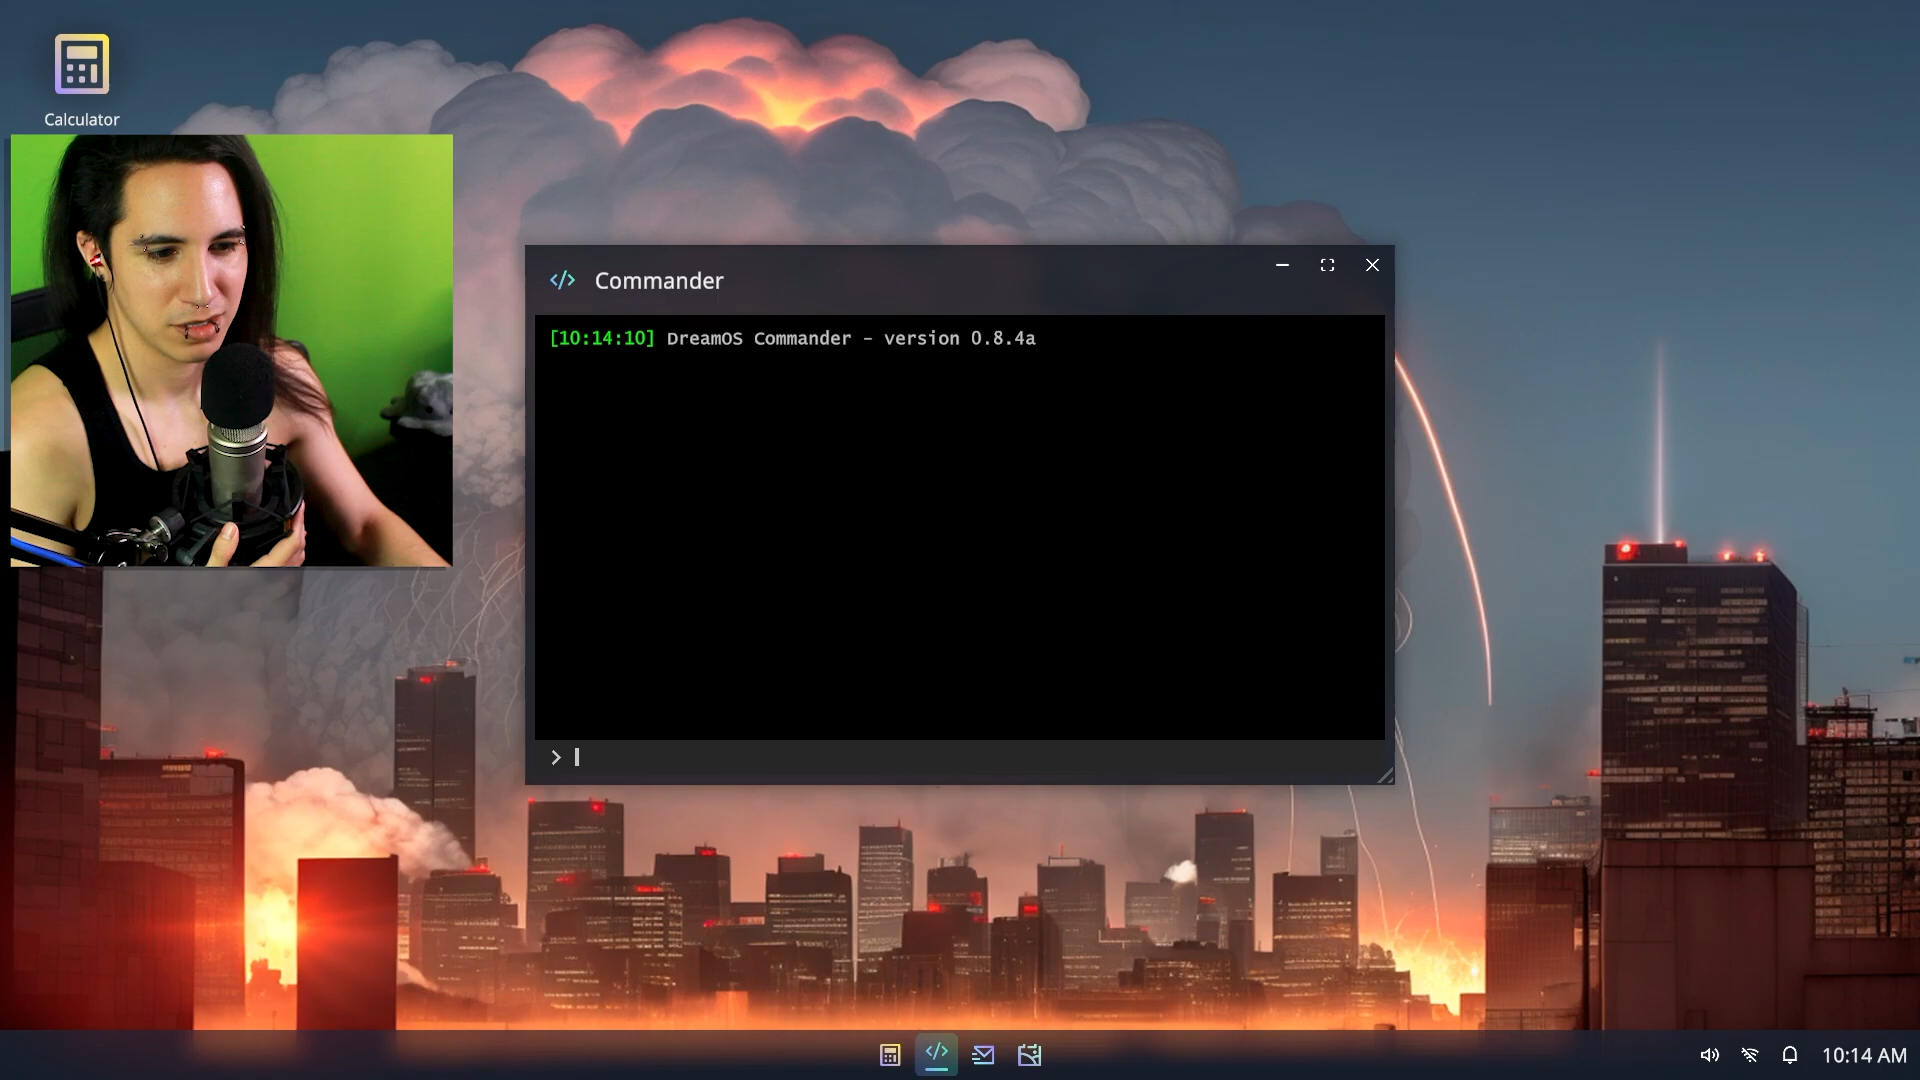 Calculator
</> Commander
[10:14:10] DreamOS Commander - version 0.8.4a
>
10:14 AM